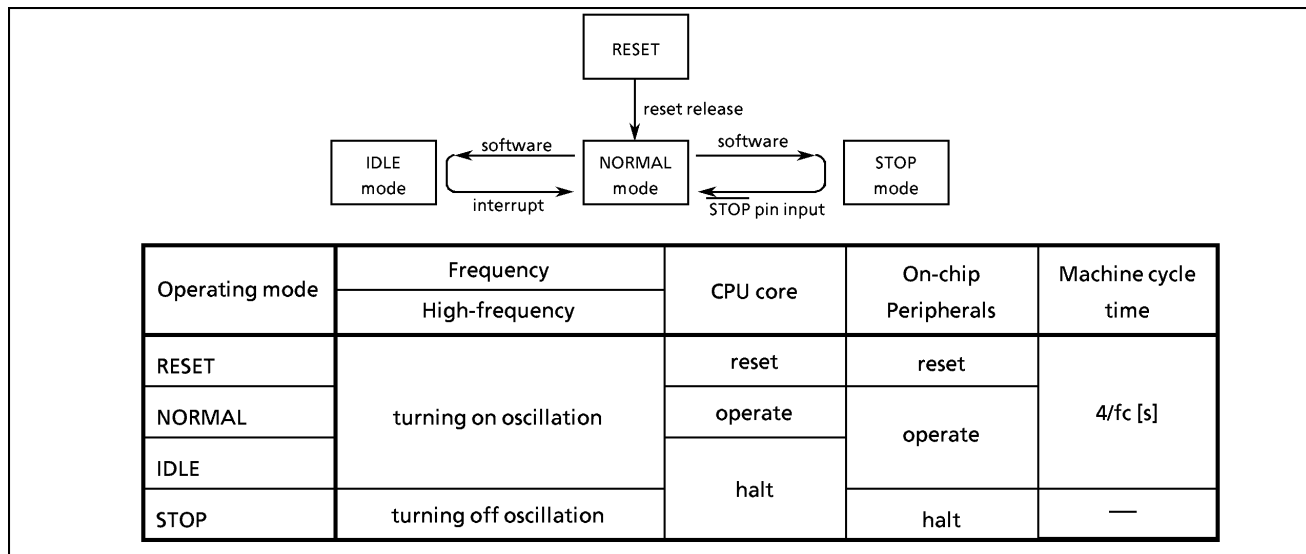 RESET
reset release
software
software
IDLE
mode
NORMAL
mode
STOP
mode
interrupt
STOP pin input
Operating mode
Frequency
High-frequency
CPU core
On-chip
Peripherals
Machine cycle
time
RESET
turning on oscillation
reset
reset
4/fc [s]
NORMAL
operate
operate
IDLE
halt
STOP
turning off oscillation
halt
—